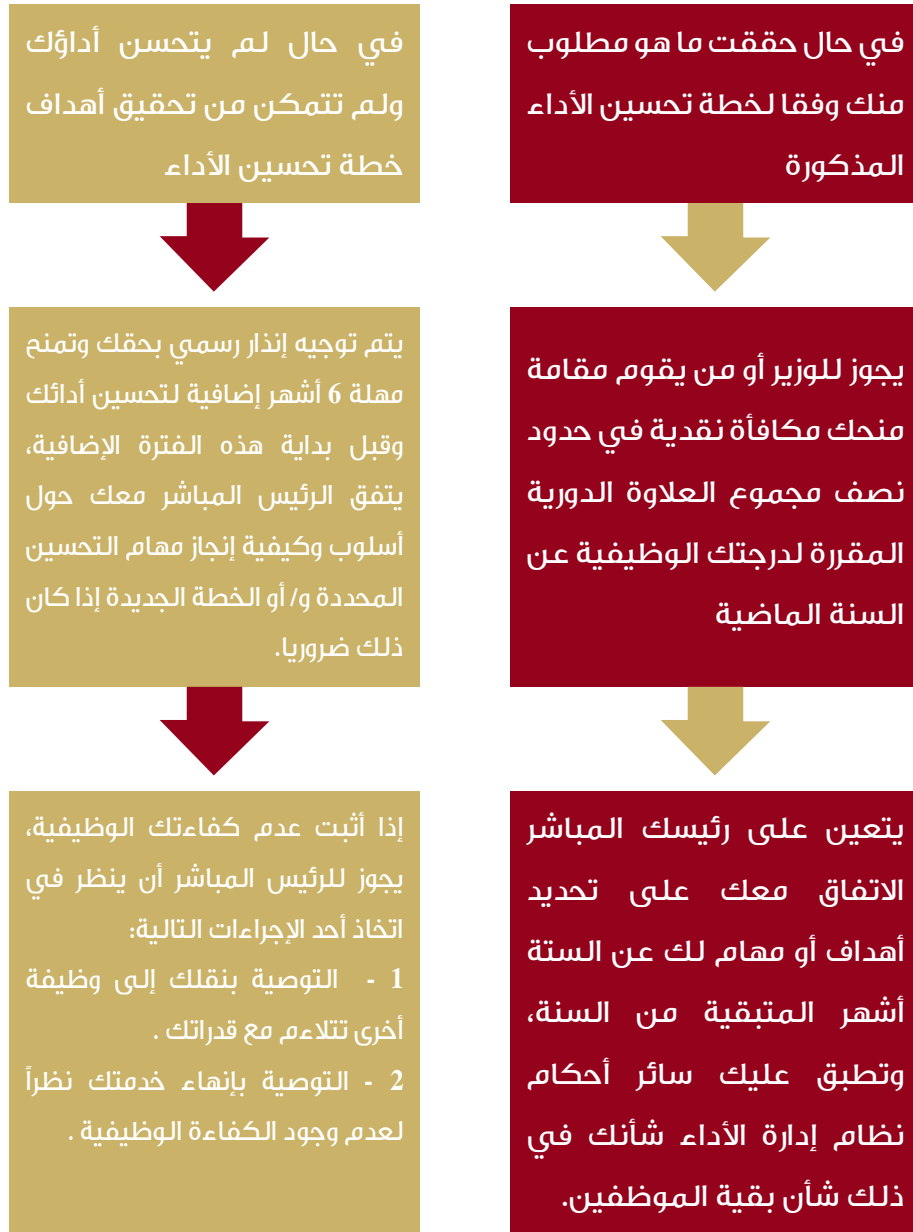 في حال حققت ما هو مطلوب
منك وفقا لخطة تحسين الأداء
المذكورة
يجوز للوزير أو من يقوم مقامة
منحك مكافأة نقدية في حدود
نصف مجموع العلاوة الدورية
المقررة لدرجتك الوظيفية عن
السنة الماضية
يتعين على رئيسك المباشر
الاتفاق معك على تحديد
أهداف أو مهام لك عن الستة
أشهر المتبقية من السنة،
وتطبق عليك سائر أحكام
نظام إدارة الأداء شأنك في
ذلك شأن بقية الموظفين.
في حال لم يتحسن أداؤك
ولم تتمكن من تحقيق أهداف
خطة تحسين الأداء
يتم توجيه إنذار رسمي بحقك وتمنح
مهلة 6 أشهر إضافية لتحسين أدائك
وقبل بداية هذه الفترة الإضافية،
يتفق الرئيس المباشر معك حول
أسلوب وكيفية إنجاز مهام التحسين
المحددة و/ أو الخطة الجديدة إذا كان
ذلك ضروريا.
إذا أثبت عدم كفاءتك الوظيفية،
يجوز للرئيس المباشر أن ينظر في
اتخاذ أحد الإجراءات التالية:
1 - التوصية بنقلك إلى وظيفة
أخرى تتلاءم مع قدراتك .
2 - التوصية بإنهاء خدمتك نظراً
لعدم وجود الكفاءة الوظيفية .